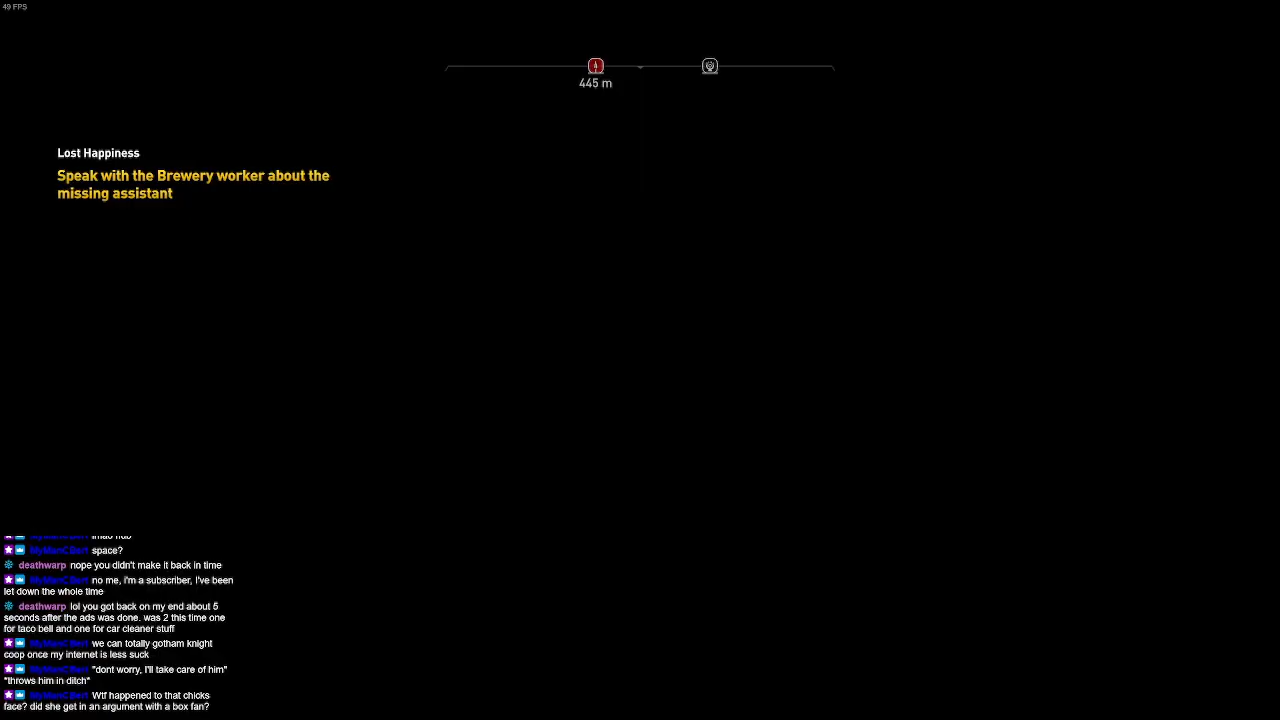 49 FPS
445 m
Lost Happiness
Speak with the Brewery worker about the
missing assistant
space?
deathwarp nope you didn't make it back in time
MyManCBert no me, i'm a subscriber, I've been
let down the whole time
deathwarp lol you got back on my end about 5
seconds after the ads was done. was 2 this time one
for taco bell and one for car cleaner stuff
MyManCBert we can totally gotham knight
coop once my internet is less suck
MyManCBert "dont worry, I'll take care of him"
*throws him in ditch*
MyManCBert Wtf happened to that chicks
face? did she get in an argument with a box fan?